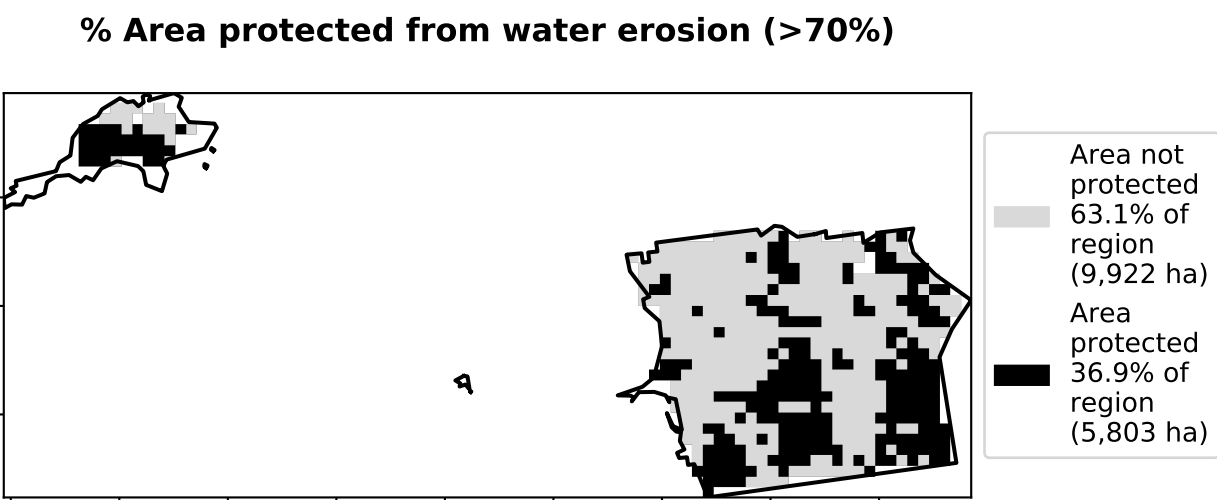 % Area protected from water erosion (>70%)
Area not
protected
63.1% of
region
(9,922 ha)
Area
protected
36.9% of
region
(5,803 ha)